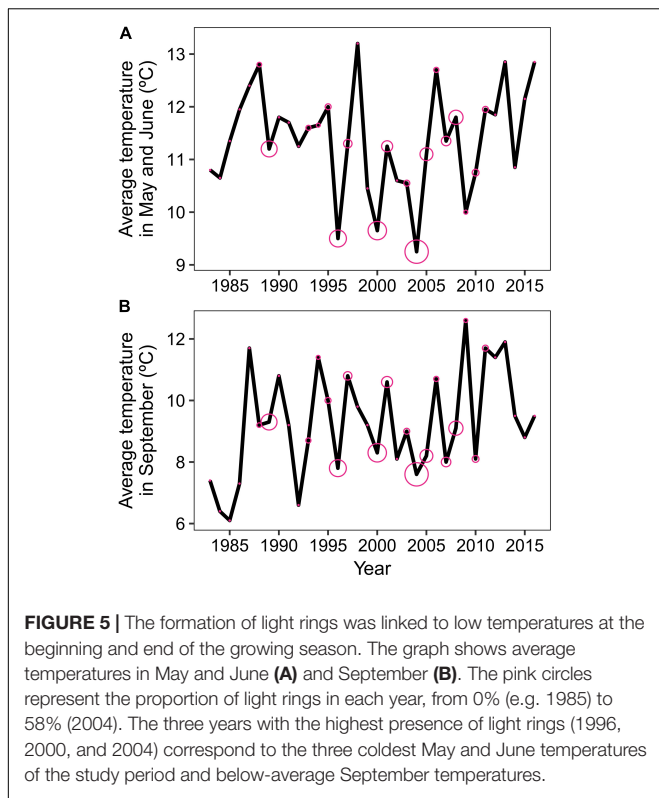 A
Average temperature
in May and June (ºC)
13
12
11
10
9
1985 1990 1995 2000 2005 2010 2015
B
Average temperature
in September (ºC)
12
10
8
6
1985 1990 1995 2000 2005 2010 2015
Year
FIGURE 5 | The formation of light rings was linked to low temperatures at the
beginning and end of the growing season. The graph shows average
temperatures in May and June (A) and September (B). The pink circles
represent the proportion of light rings in each year, from 0% (e.g. 1985) to
58% (2004). The three years with the highest presence of light rings (1996,
2000, and 2004) correspond to the three coldest May and June temperatures
of the study period and below-average September temperatures.